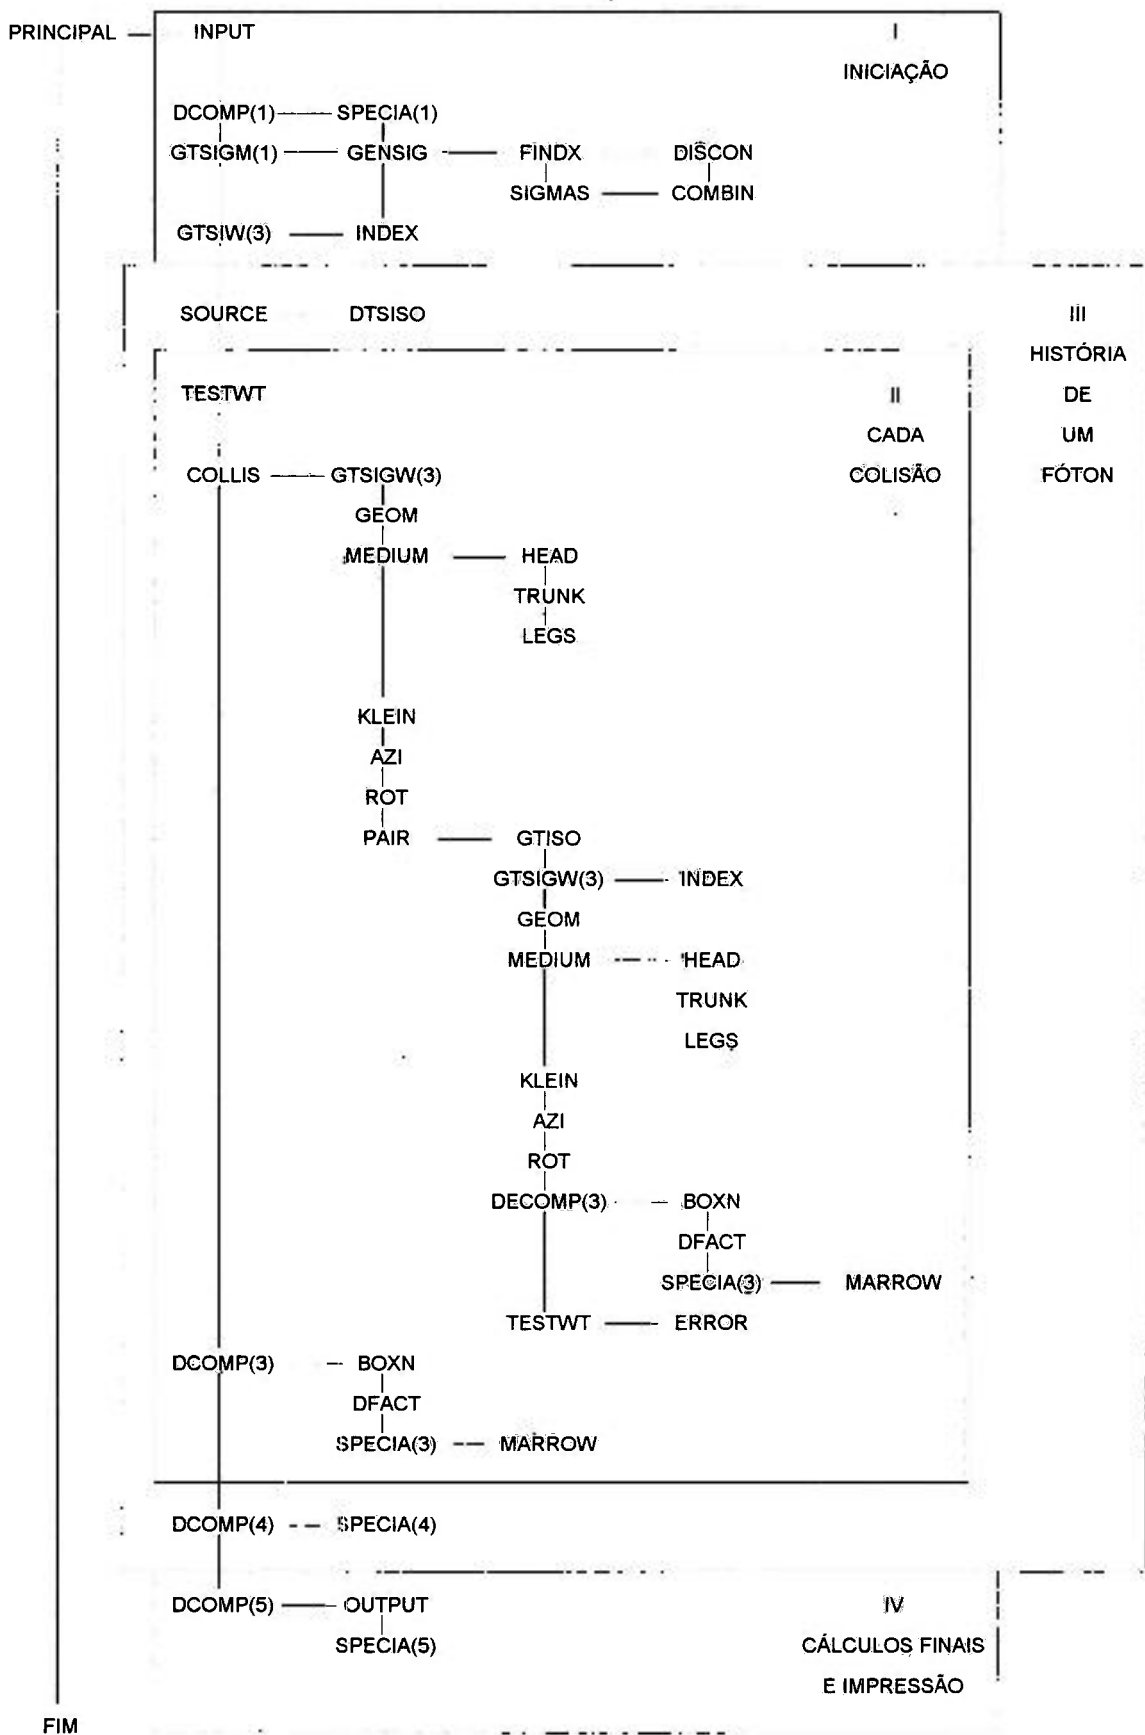 PRINCIPAL INPUT I
INICIAÇÃO
DCOMP(1) SPECIA(1)
GTSIGM(1) GENSIG FINDX DISCON
SIGMAS COMBIN
GTSIW(3) INDEX
SOURCE DTSISO III
HISTÓRIA
TESTWT II DE
CADA UM
COLLIS GTSIGW(3) COLISÃO FÓTON
GEOM
MEDIUM HEAD
TRUNK
LEGS
KLEIN
AZI
ROT
PAIR GTISO
GTSIGW(3) INDEX
GEOM
MEDIUM HEAD
TRUNK
LEGS
KLEIN
AZI
ROT
DECOMP(3) BOXN
DFACT
SPECIA(3) MARROW
TESTWT ERROR
DCOMP(3) BOXN
DFACT
SPECIA(3) MARROW
DCOMP(4) SPECIA(4)
DCOMP(5) OUTPUT IV
SPECIA(5) CÁLCULOS FINAIS
E IMPRESSÃO
FIM